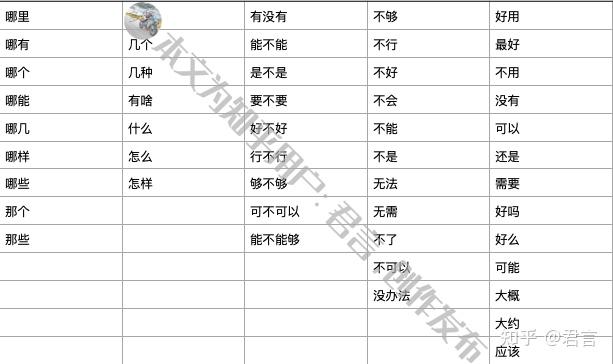 哪里 有没有 不够 好用
哪有 几个 能不能 不行 最好
哪个 几种 是不是 不好 不用
哪能 有啥 要不要 不会 没有
哪几 什么 好不好 不能 可以
哪样 怎么 行不行 不是 还是
哪些 怎样 够不够 无法 需要
那个 可不可以 无需 好吗
那些 能不能够 不了 好么
不可以 可能
没办法 大概
大约
应该
本文为知乎用户:君言.创作发布
知乎 @君言